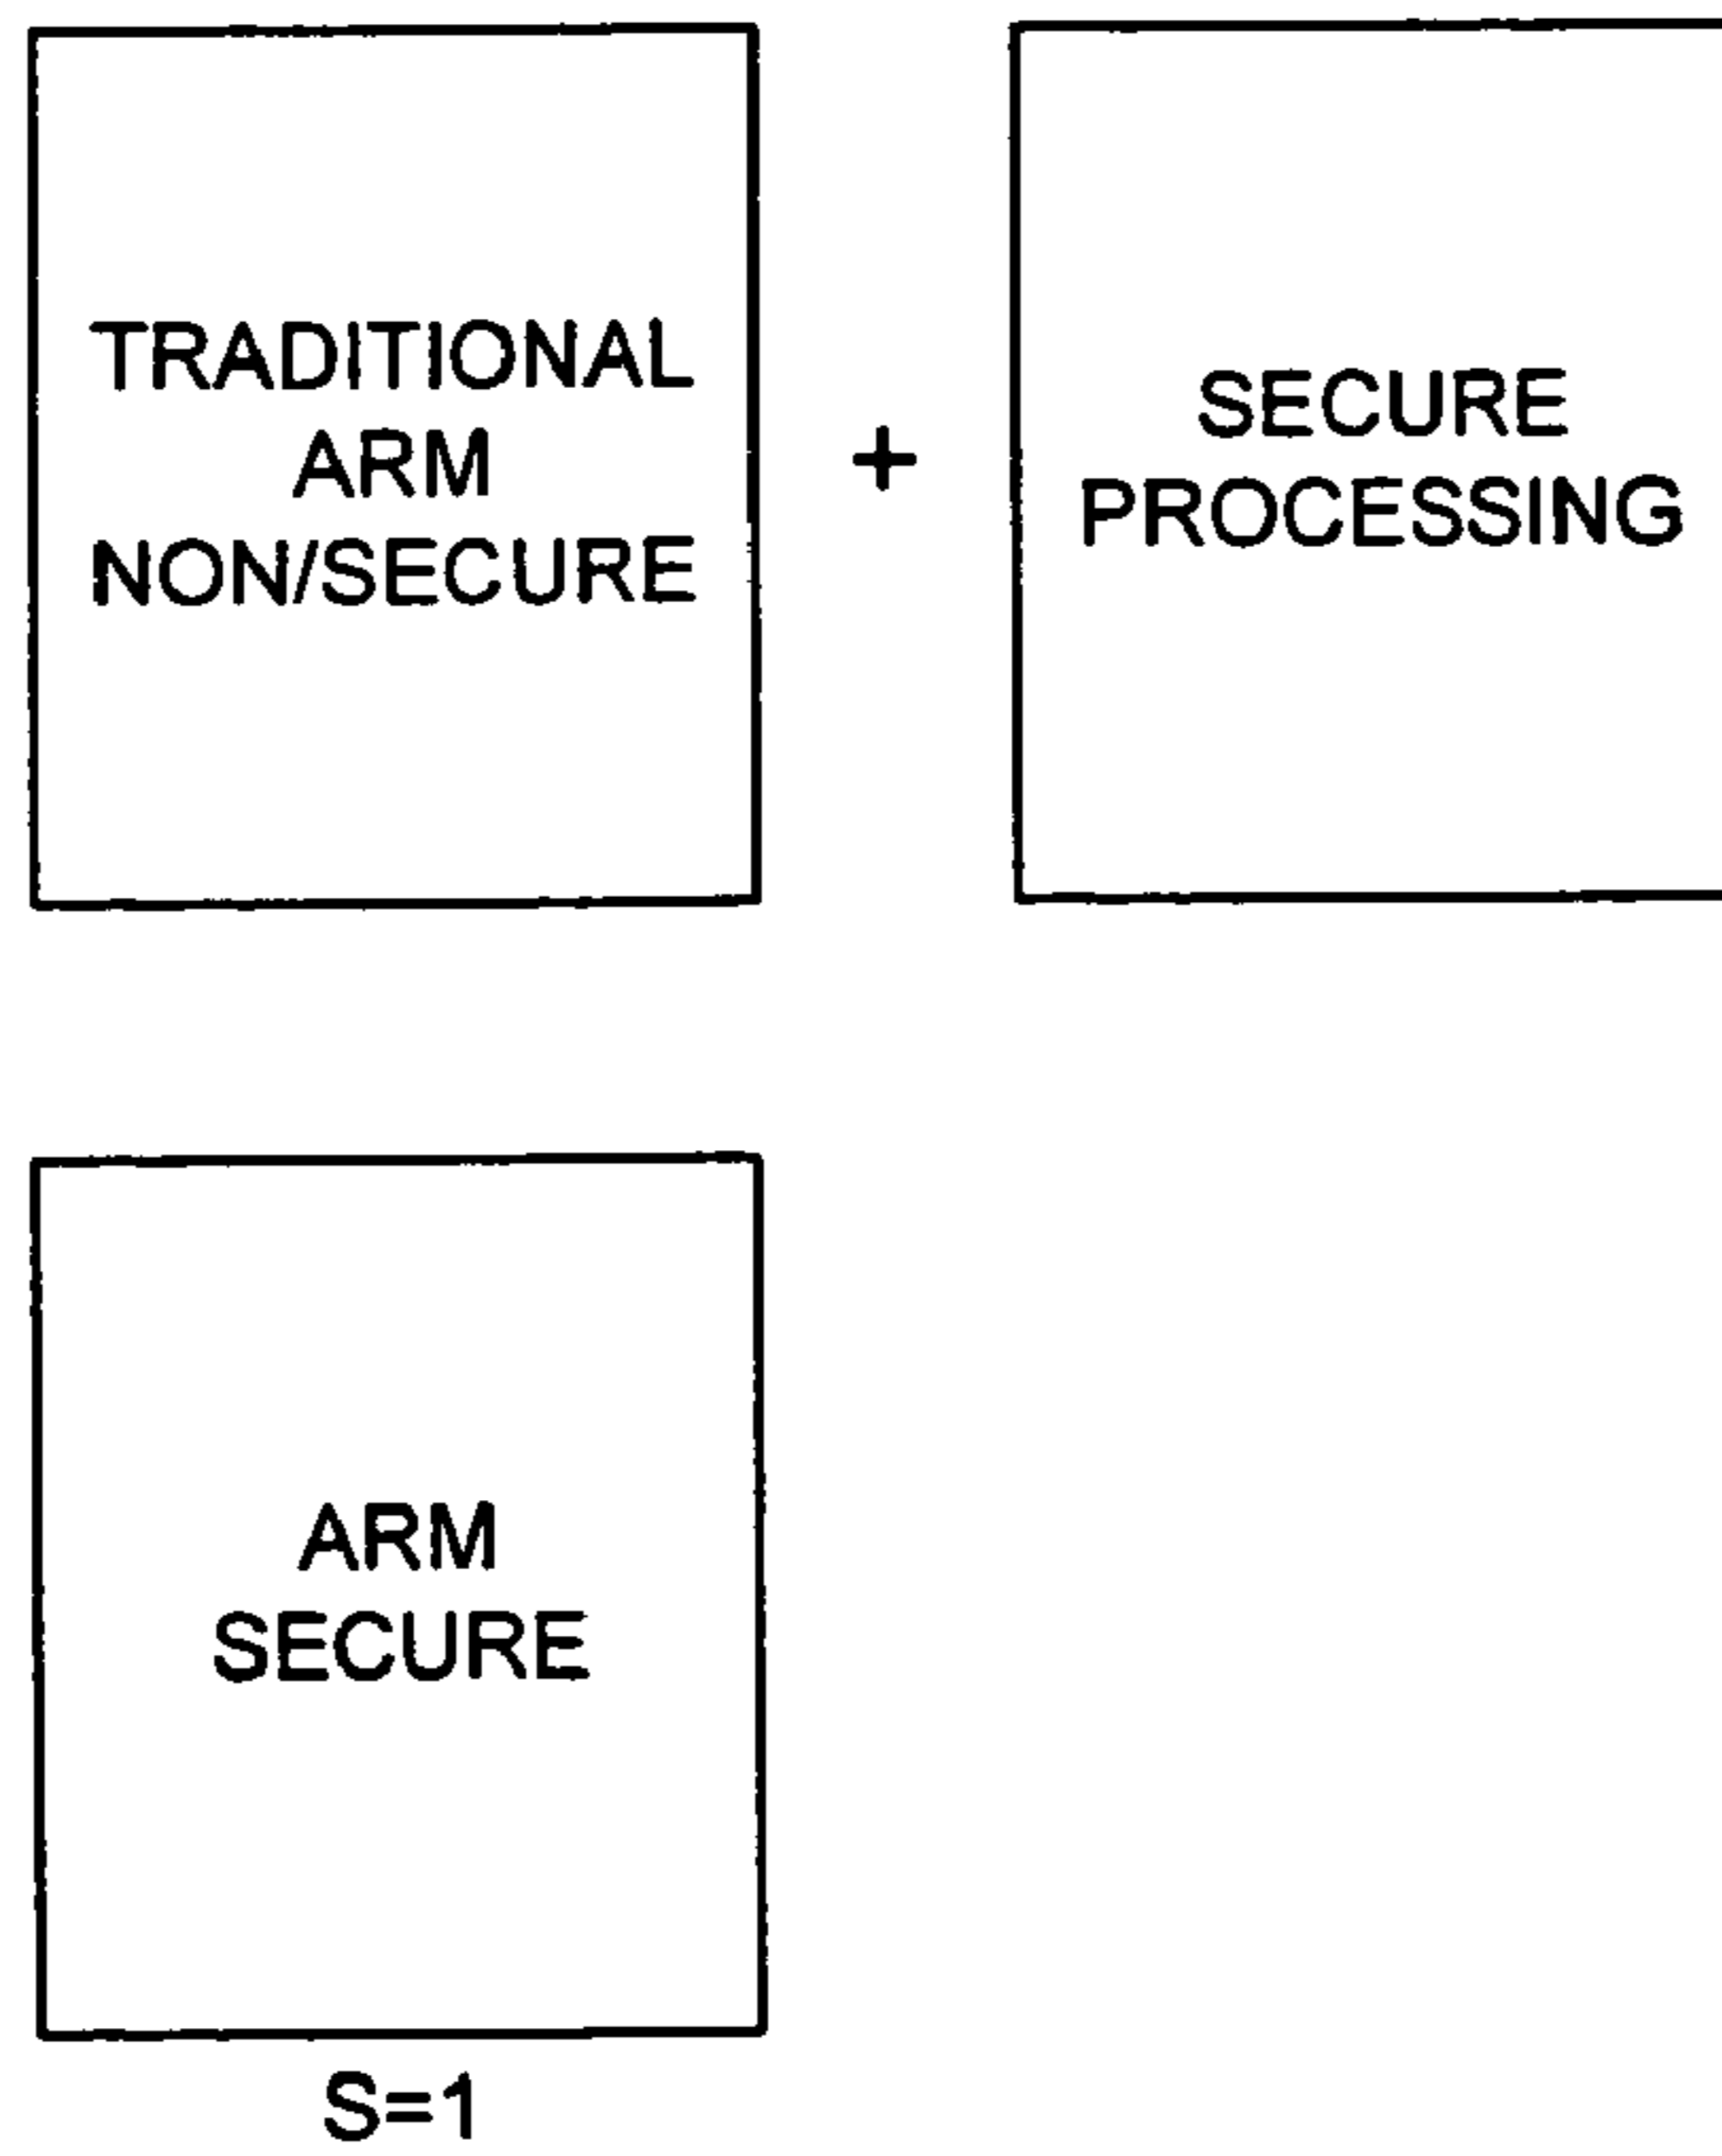 TRADITIONAL
ARM
NON/SECURE
+
SECURE
PROCESSING
ARM
SECURE
S=1